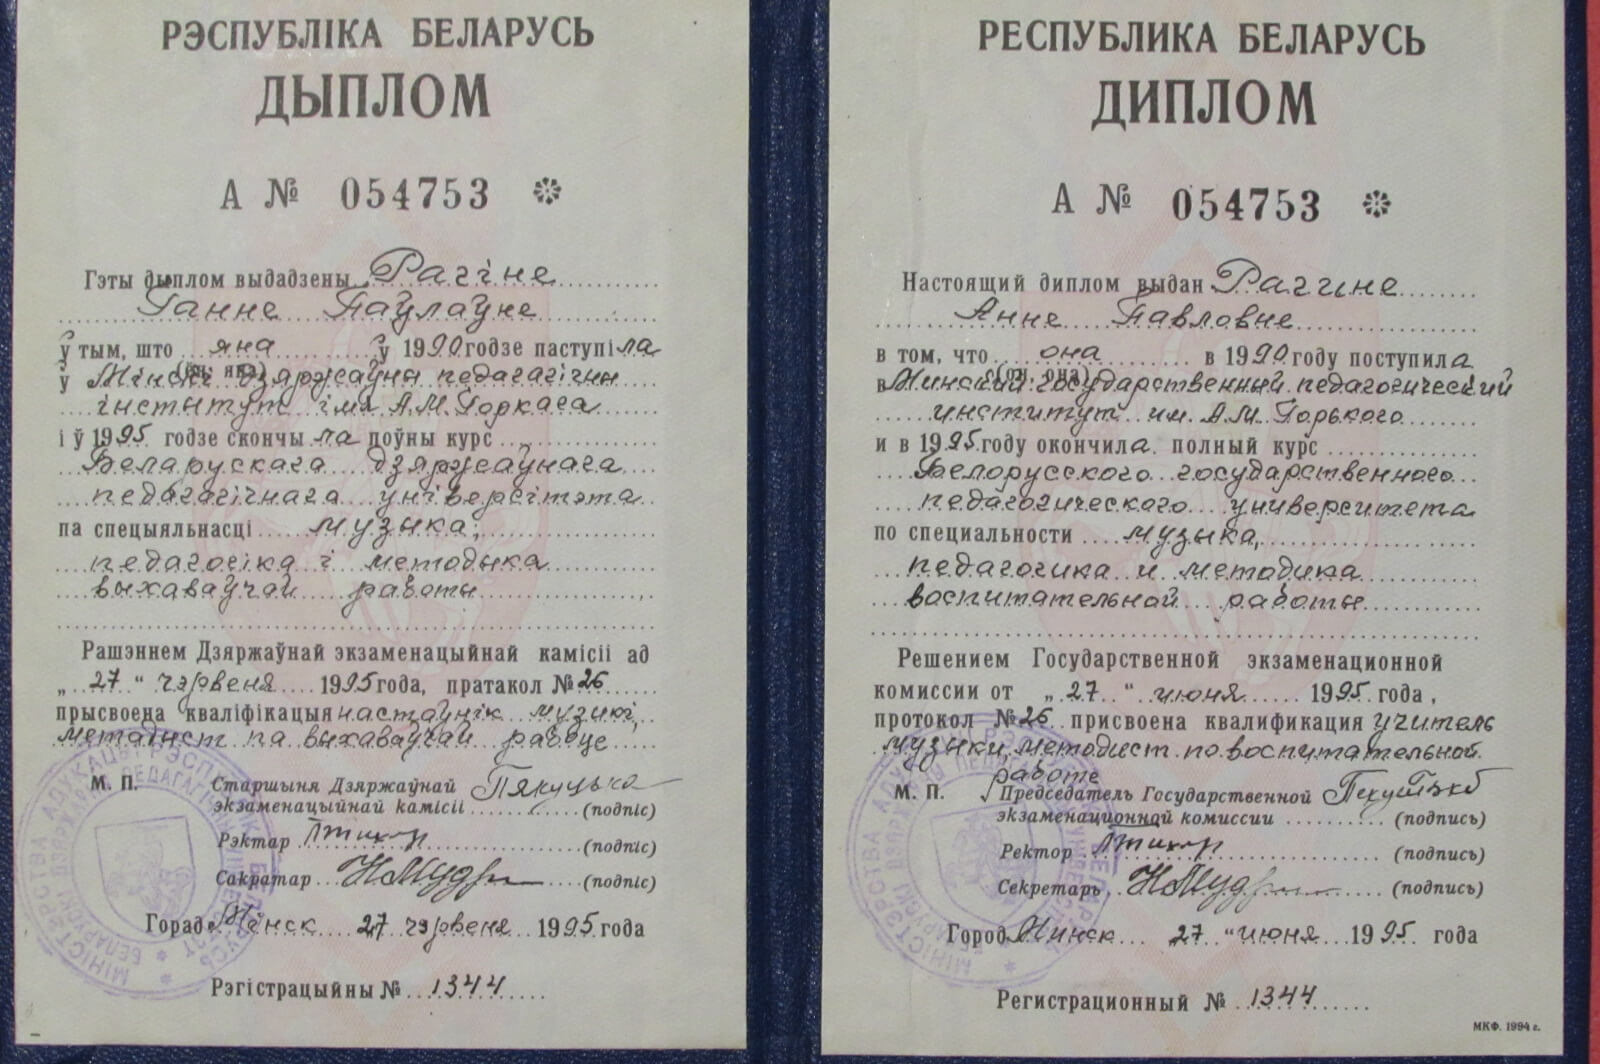 РЭСПУБЛІКА БЕЛАРУСЬ
ДЫПЛОМ
А № 054753
Гэты дыплом выдадзены Рагіне
Ганне Паўлаўне
ў тым, што яна ў 1990 годзе паступіла
(ён, яна)
ў Мінскі дзяржаўны педагагічны
інстытут імя А.М. Горкага
і ў 1995 годзе скончыла поўны курс
Беларускага дзяржаўнага
педагагічнага універсітэта
па спецыяльнасці музыка;
педагогіка і методыка
выхаваўчай работы
Рашэннем Дзяржаўнай экзаменацыйнай камісіі ад
„27“ чэрвеня 1995 года, пратакол № 26
прысвоена кваліфікацыя настаўнік музыкі,
метадыст па выхаваўчай рабоце
М. П. Старшыня Дзяржаўнай
экзаменацыйнай камісіі (подпіс)
Рэктар (подпіс)
Сакратар (подпіс)
Горад Мінск 27 чэрвеня 1995 года
Рэгістрацыйны № 1344
РЕСПУБЛИКА БЕЛАРУСЬ
ДИПЛОМ
А № 054753
Настоящий диплом выдан Рагине
Анне Павловне
в том, что она в 1990 году поступила
(он, она)
в Минский государственный педагогический
институт им. А.М. Горького
и в 1995 году окончила полный курс
Белорусского государственного
педагогического университета
по специальности музыка,
педагогика и методика
воспитательной работы
Решением Государственной экзаменационной
комиссии от „27“ июня 1995 года,
протокол № 26 присвоена квалификация учитель
музыки, методист по воспитательной
работе
М. П. Председатель Государственной
экзаменационной комиссии (подпись)
Ректор (подпись)
Секретарь (подпись)
Город Минск 27 „июня 1995 года
Регистрационный № 1344
МКФ. 1994 г.